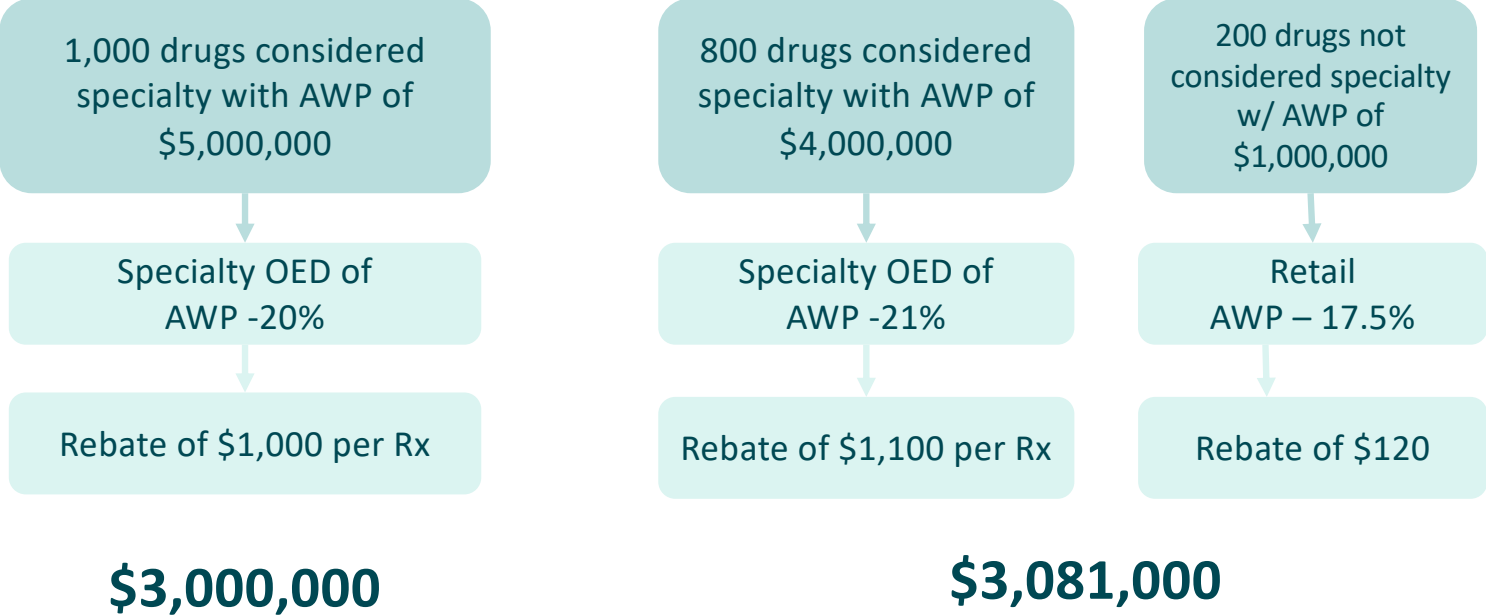 1,000 drugs considered
specialty with AWP of
$5,000,000
Specialty OED of
AWP -20%
Rebate of $1,000 per Rx
$3,000,000
800 drugs considered
specialty with AWP of
$4,000,000
Specialty OED of
AWP -21%
Rebate of $1,100 per Rx
200 drugs not
considered specialty
w/ AWP of
$1,000,000
Retail
AWP – 17.5%
Rebate of $120
$3,081,000